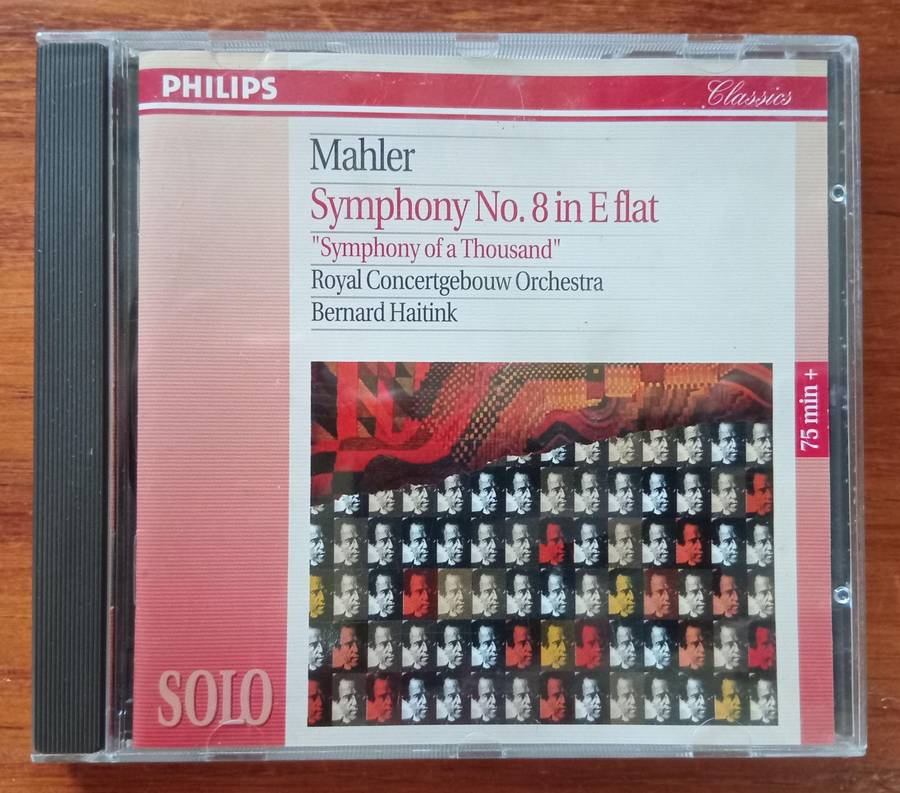 PHILIPS
Classics
Mahler
Symphony No. 8 in E flat
"Symphony of a Thousand"
Royal Concertgebouw Orchestra
Bernard Haitink
75 min +
SOLO